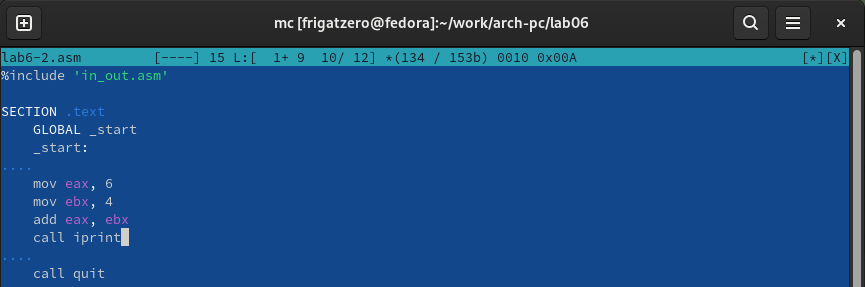 mc [frigatzero@fedora]:~/work/arch-pc/lab06
lab6-2.asm [----] 15 L:[ 1+ 9 10/ 12] *(134 / 153b) 0010 0x00A [*][X]
%include 'in_out.asm'
SECTION .text
GLOBAL _start
_start:
....
mov eax, 6
mov ebx, 4
add eax, ebx
call iprint
....
call quit